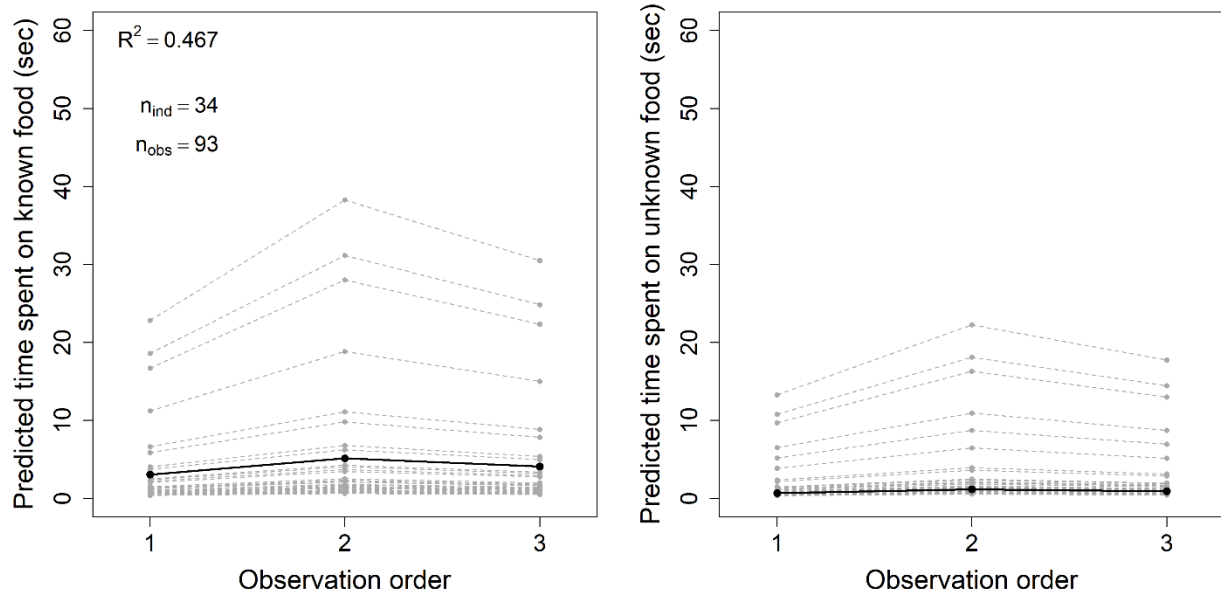 Predicted time spent on known food (sec)
60
50
40
30
20
10
0
R² = 0.467
n_ind = 34
n_obs = 93
1 2 3
Observation order
Predicted time spent on unknown food (sec)
60
50
40
30
20
10
0
1 2 3
Observation order